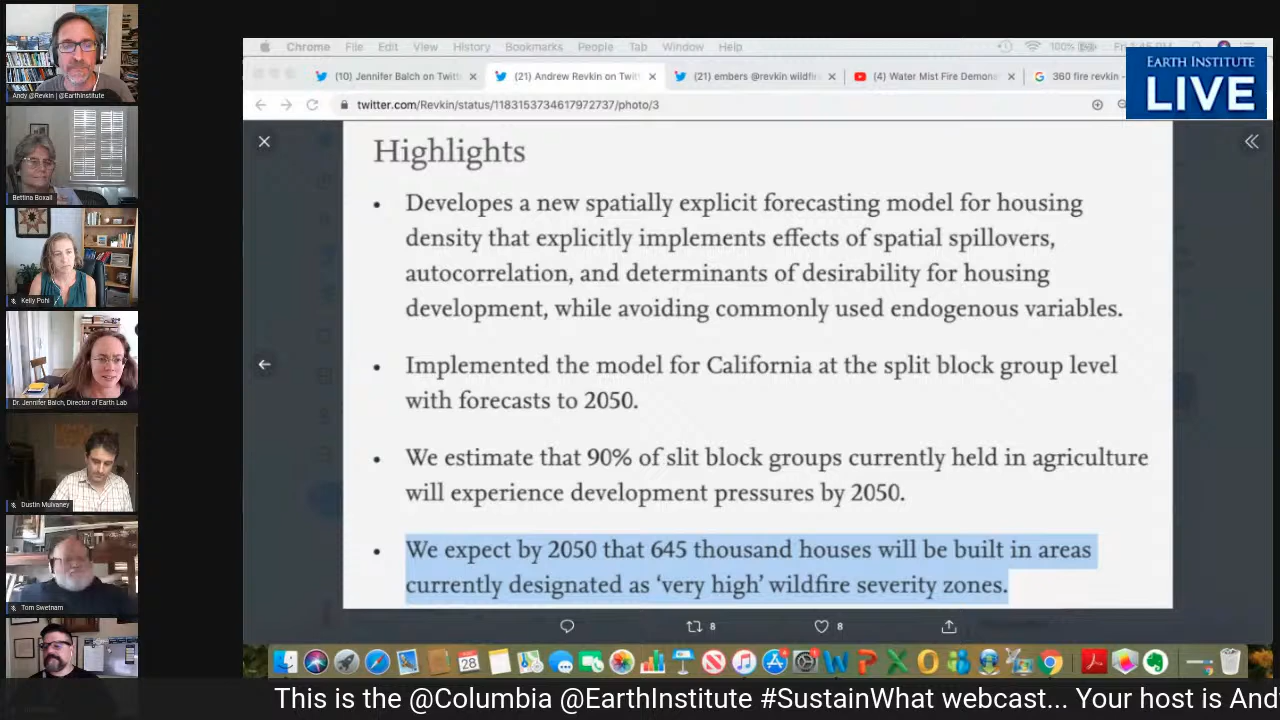 Andy @Revkin | @EarthInstitute
Bettina Boxall
Kelly Pohl
Dr. Jennifer Balch, Director of Earth Lab
Dustin Mulvaney
Tom Swetnam
Chrome File Edit View History Bookmarks People Tab Window Help
100%
EARTH INSTITUTE
LIVE
(10) Jennifer Balch on Twitt
(21) Andrew Revkin on Twit
(21) embers @revkin wildfir
(4) Water Mist Fire Demon
360 fire revkin -
twitter.com/Revkin/status/1183153734617972737/photo/3
Highlights
• Developes a new spatially explicit forecasting model for housing
density that explicitly implements effects of spatial spillovers,
autocorrelation, and determinants of desirability for housing
development, while avoiding commonly used endogenous variables.
• Implemented the model for California at the split block group level
with forecasts to 2050.
• We estimate that 90% of slit block groups currently held in agriculture
will experience development pressures by 2050.
• We expect by 2050 that 645 thousand houses will be built in areas
currently designated as ‘very high’ wildfire severity zones.
8
8
28
This is the @Columbia @EarthInstitute #SustainWhat webcast... Your host is And